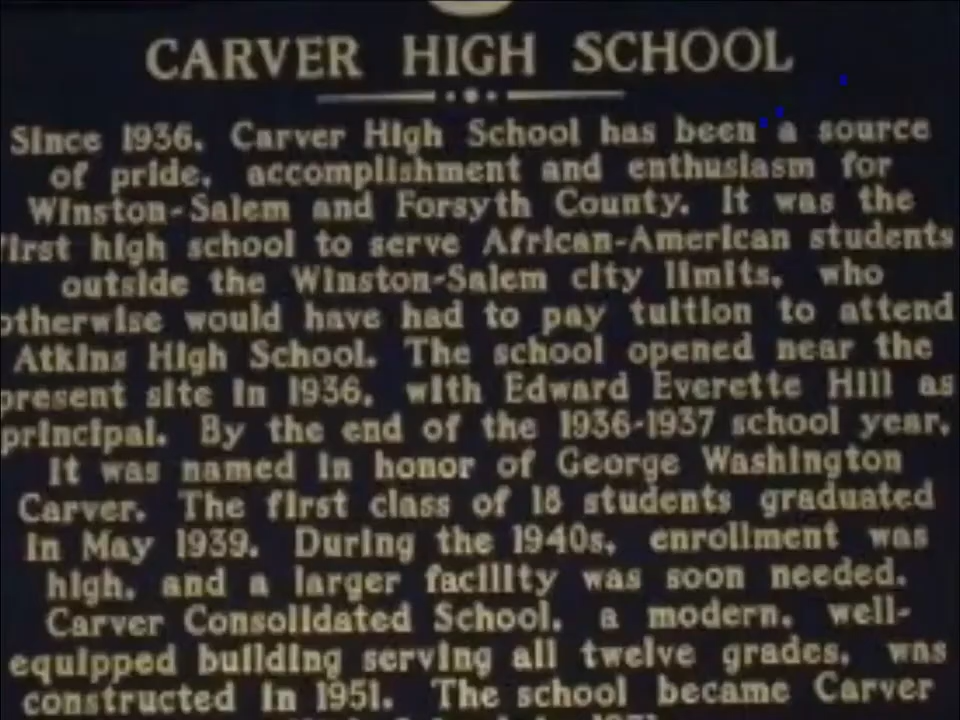 CARVER HIGH SCHOOL
Since 1936, Carver High School has been a source
of pride, accomplishment and enthusiasm for
Winston-Salem and Forsyth County. It was the
first high school to serve African-American students
outside the Winston-Salem city limits, who
otherwise would have had to pay tuition to attend
Atkins High School. The school opened near the
present site in 1936, with Edward Everette Hill as
principal. By the end of the 1936-1937 school year,
it was named in honor of George Washington
Carver. The first class of 18 students graduated
in May 1939. During the 1940s, enrollment was
high, and a larger facility was soon needed.
Carver Consolidated School, a modern, well-
equipped building serving all twelve grades, was
constructed in 1951. The school became Carver